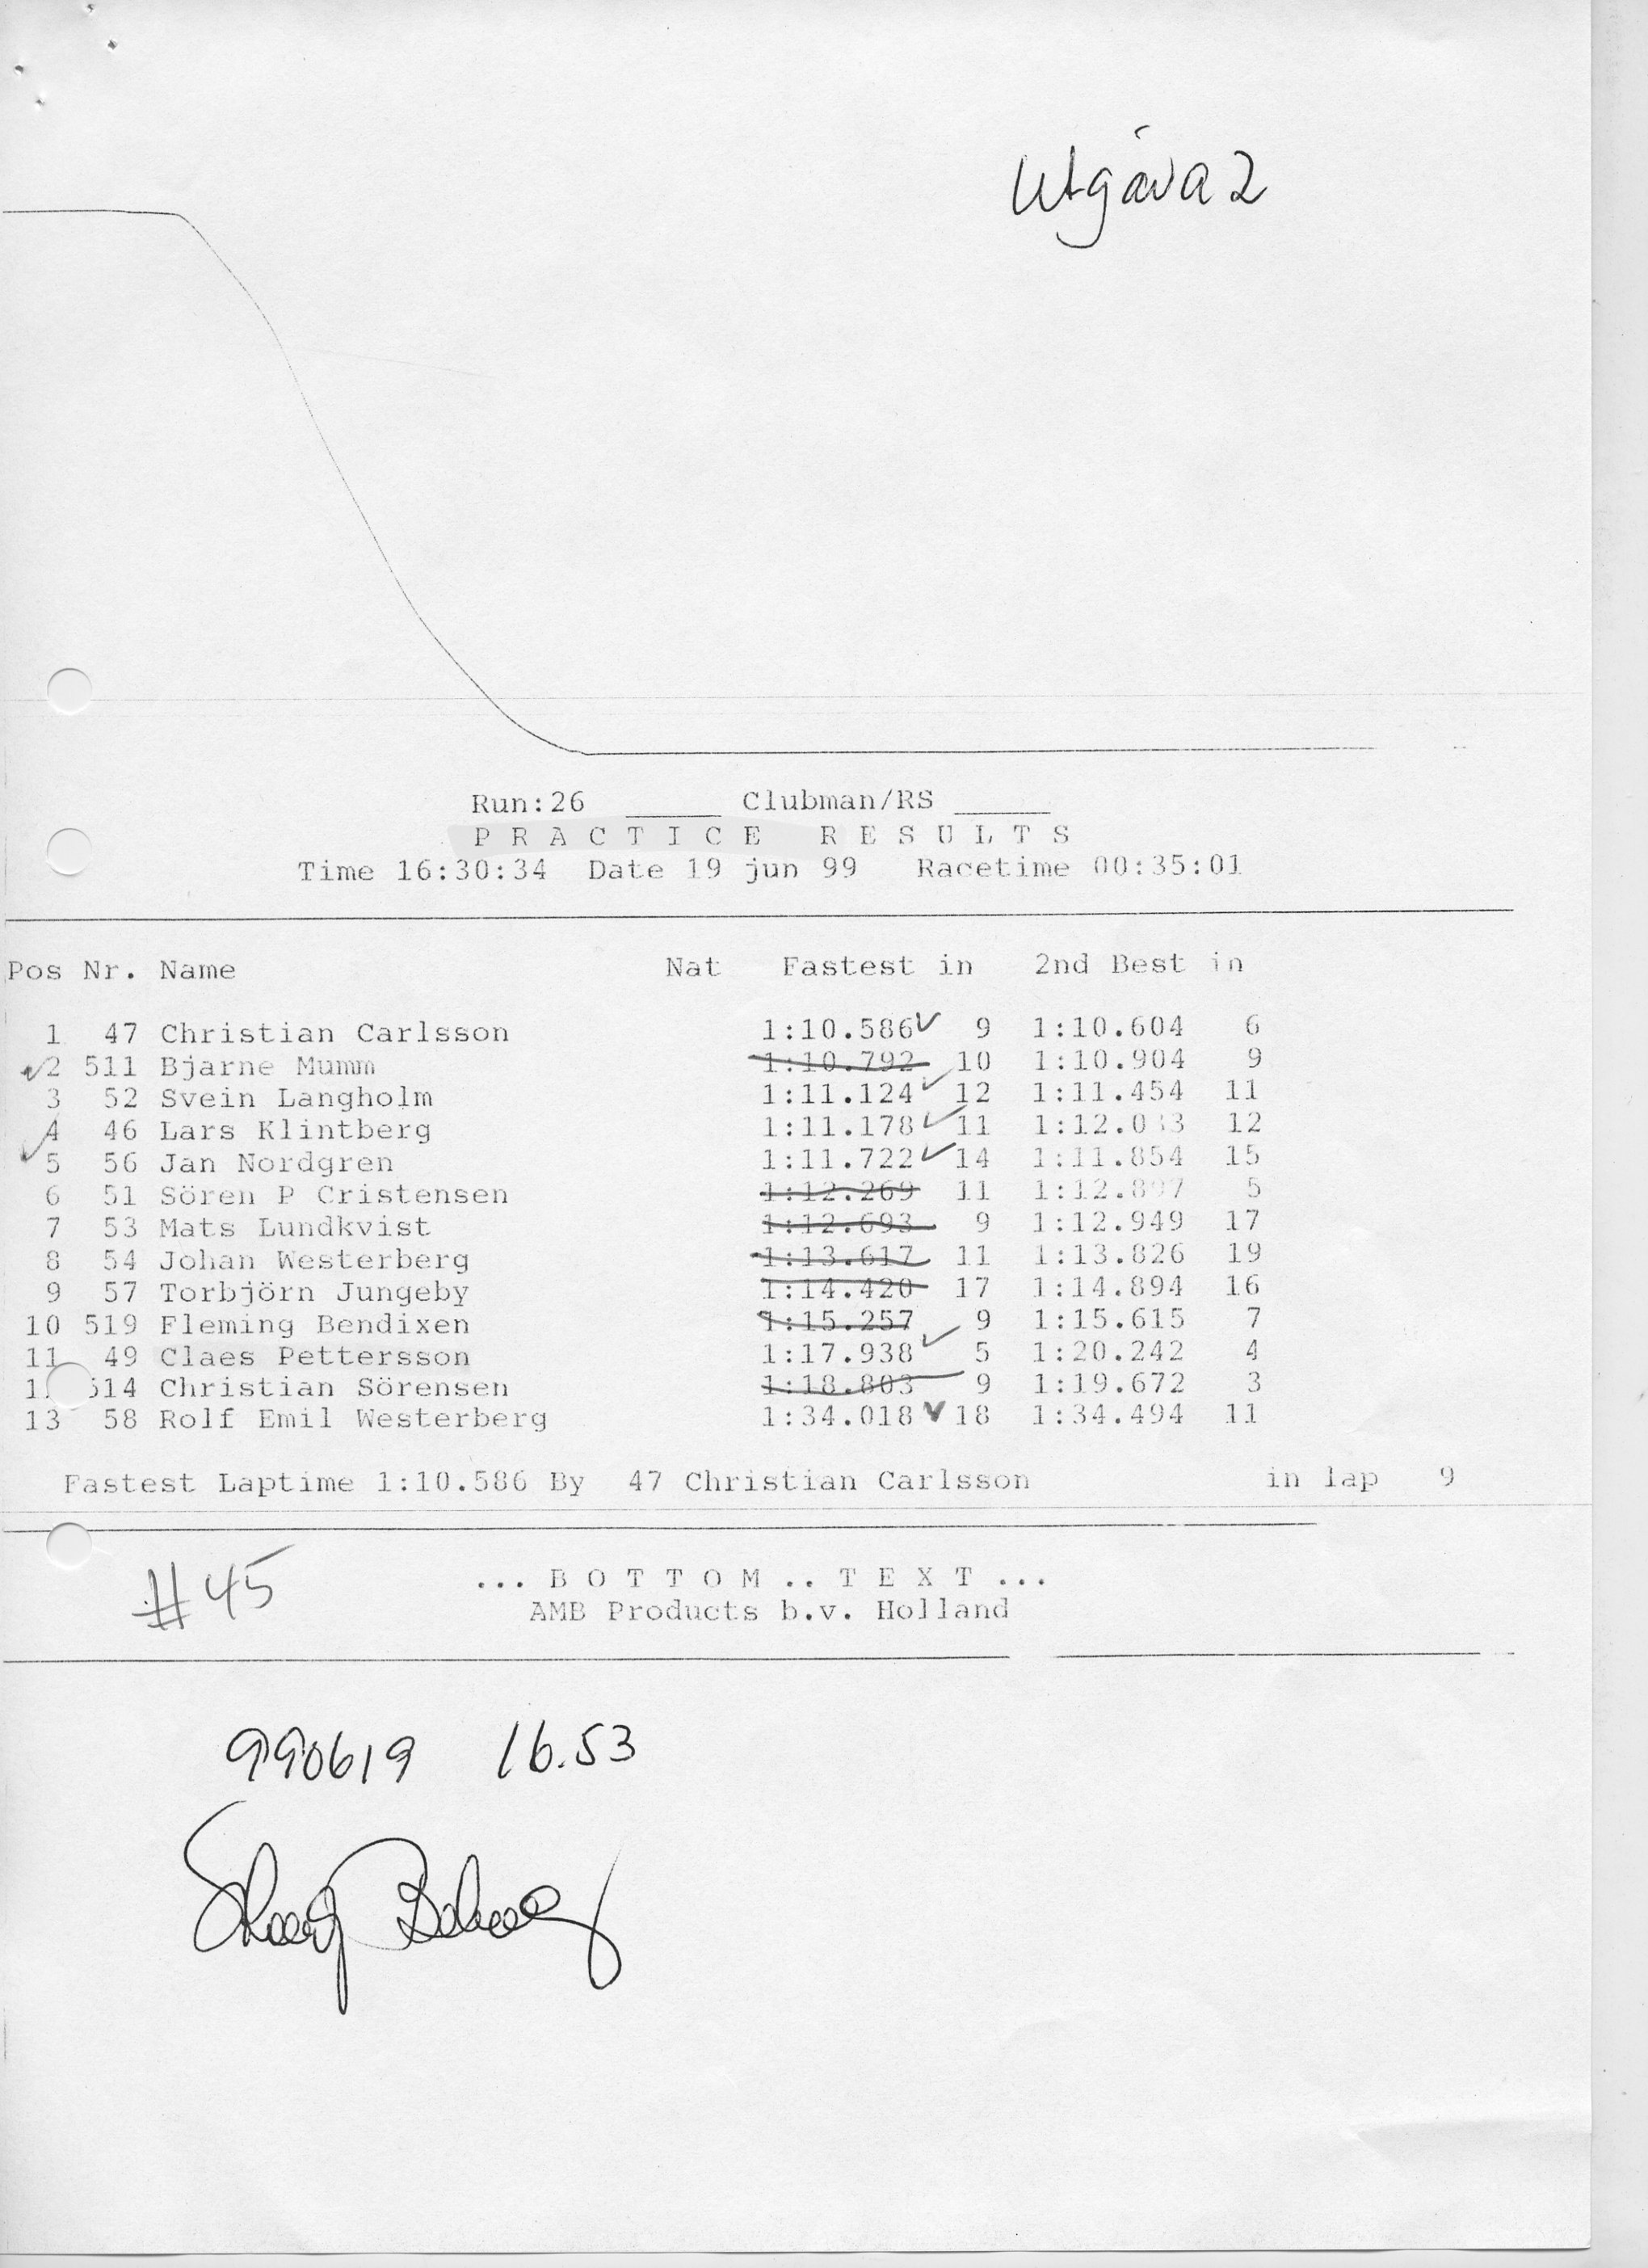 Utgåva 2
Run:26 _____ Clubman/RS _____
PRACTICE RESULTS
Time 16:30:34 Date 19 jun 99 Racetime 00:35:01
Pos Nr. Name Nat Fastest in 2nd Best in
1 47 Christian Carlsson 1:10.586 ✓ 9 1:10.604 6
✓2 511 Bjarne Mumm 1:10.792 10 1:10.904 9
3 52 Svein Langholm 1:11.124 ✓ 12 1:11.454 11
4 46 Lars Klintberg 1:11.178 ✓ 11 12
✓5 56 Jan Nordgren 1:11.722 ✓ 14 1:11.854 15
6 51 Sören P Cristensen 1:12.269 11 5
7 53 Mats Lundkvist 1:12.693 9 1:12.949 17
8 54 Johan Westerberg 1:13.617 11 1:13.826 19
9 57 Torbjörn Jungeby 1:14.420 17 1:14.894 16
10 519 Fleming Bendixen 1:15.257 9 1:15.615 7
11 49 Claes Pettersson 1:17.938 ✓ 5 1:20.242 4
Christian Sörensen 1:18.803 9 1:19.672 3
13 58 Rolf Emil Westerberg 1:34.018 ✓ 18 1:34.494 11
Fastest Laptime 1:10.586 By 47 Christian Carlsson in lap 9
#45
... BOTTOM .. TEXT ...
AMB Products b.v. Holland
990619 16.53